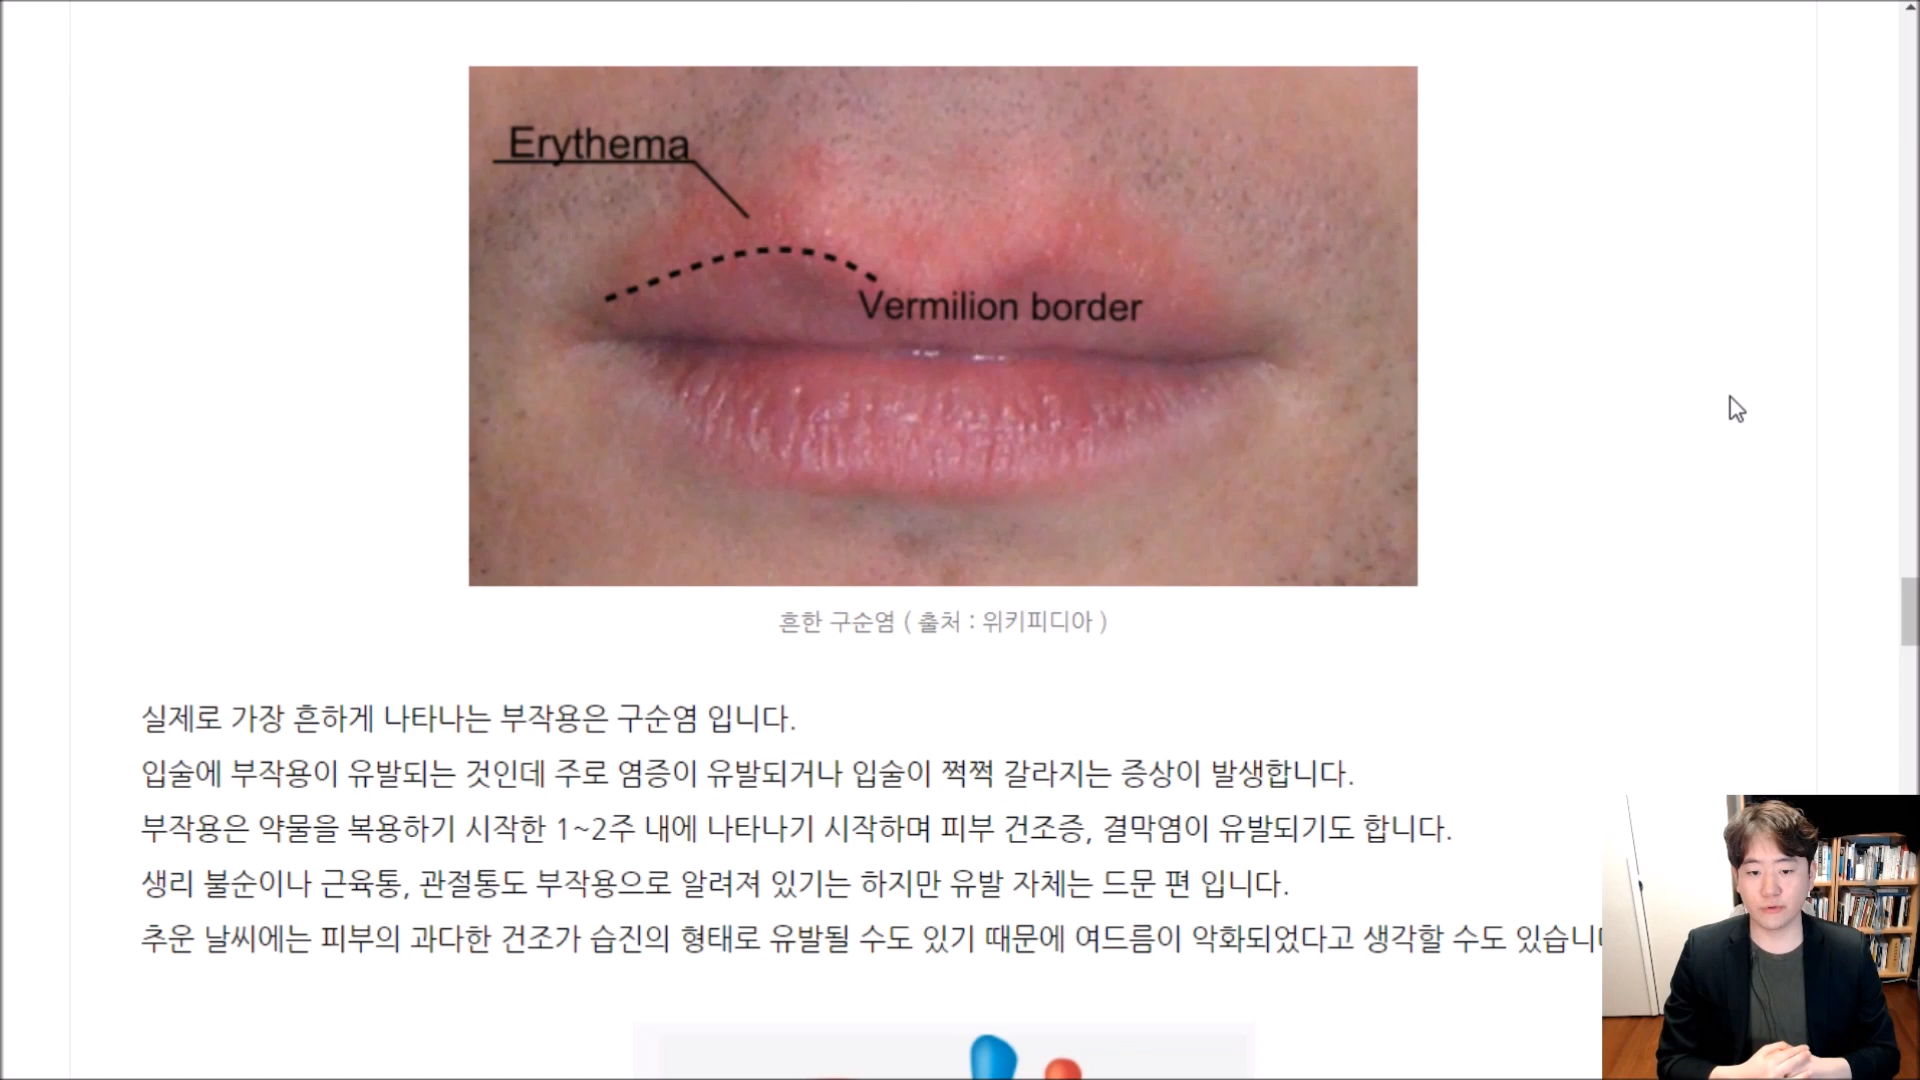 Erythema
Vermilion border
흔한 구순염 ( 출처 : 위키피디아 )
실제로 가장 흔하게 나타나는 부작용은 구순염 입니다.
입술에 부작용이 유발되는 것인데 주로 염증이 유발되거나 입술이 쩍쩍 갈라지는 증상이 발생합니다.
부작용은 약물을 복용하기 시작한 1~2주 내에 나타나기 시작하며 피부 건조증, 결막염이 유발되기도 합니다.
생리 불순이나 근육통, 관절통도 부작용으로 알려져 있기는 하지만 유발 자체는 드문 편 입니다.
추운 날씨에는 피부의 과다한 건조가 습진의 형태로 유발될 수도 있기 때문에 여드름이 악화되었다고 생각할 수도